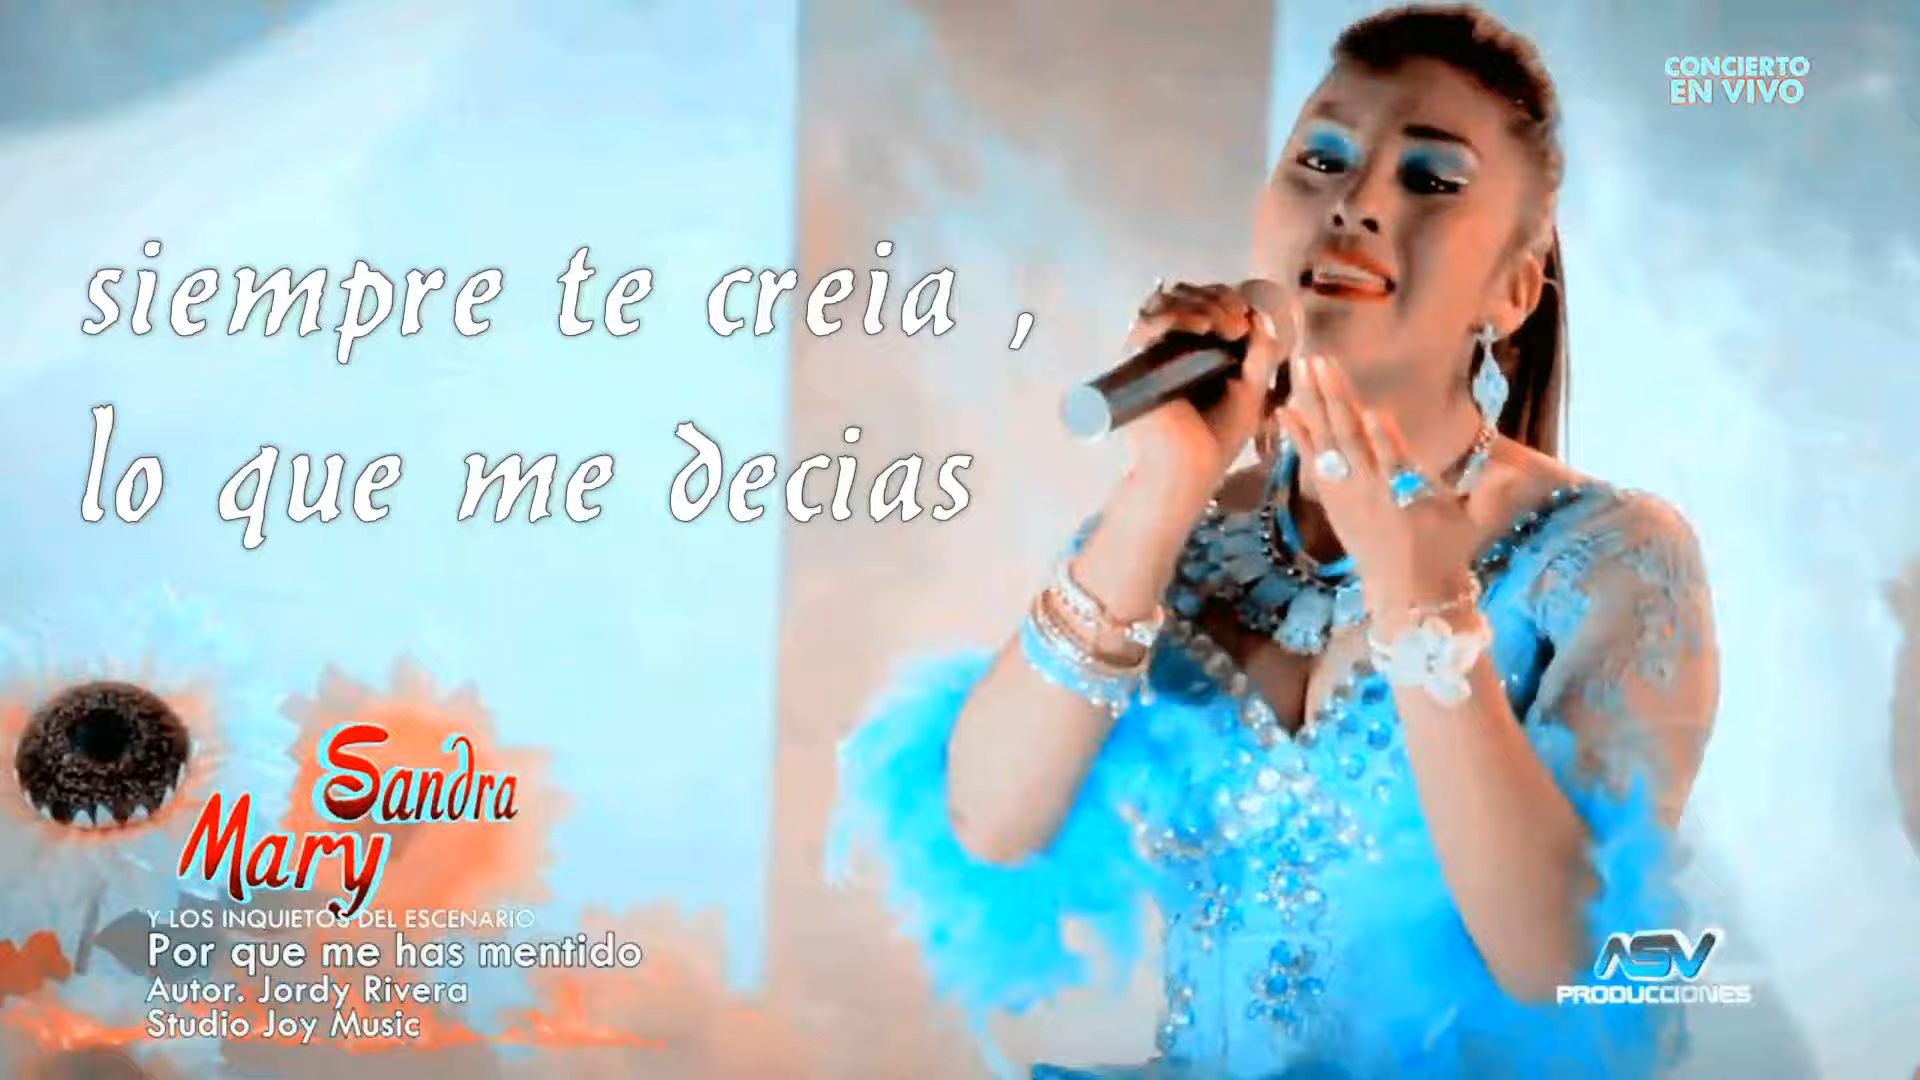 CONCIERTO
EN VIVO
siempre te creia ,
lo que me decias
Sandra
Mary
Y LOS INQUIETOS DEL ESCENARIO
Por que me has mentido
Autor. Jordy Rivera
Studio Joy Music
ASV
PRODUCCIONES